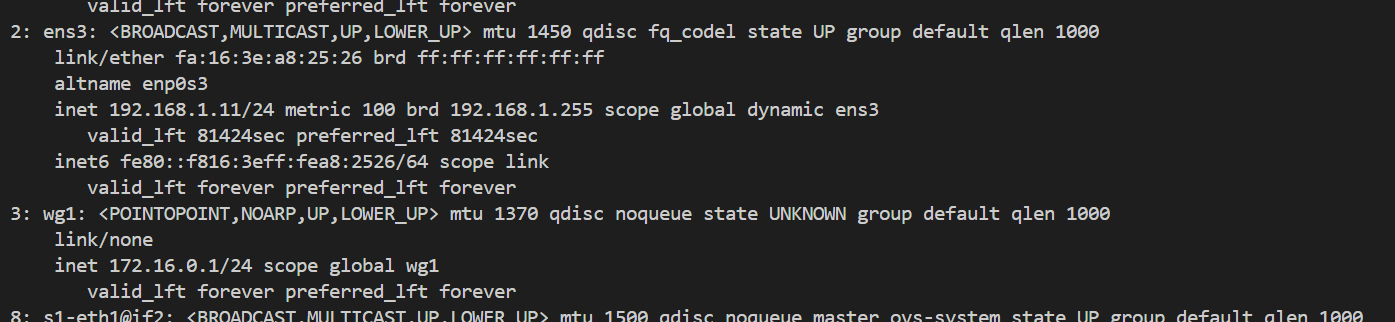 valid_lft forever preferred_lft forever
2: ens3: <BROADCAST,MULTICAST,UP,LOWER_UP> mtu 1450 qdisc fq_codel state UP group default qlen 1000
link/ether fa:16:3e:a8:25:26 brd ff:ff:ff:ff:ff:ff
altname enp0s3
inet 192.168.1.11/24 metric 100 brd 192.168.1.255 scope global dynamic ens3
valid_lft 81424sec preferred_lft 81424sec
inet6 fe80::f816:3eff:fea8:2526/64 scope link
valid_lft forever preferred_lft forever
3: wg1: <POINTOPOINT,NOARP,UP,LOWER_UP> mtu 1370 qdisc noqueue state UNKNOWN group default qlen 1000
link/none
inet 172.16.0.1/24 scope global wg1
valid_lft forever preferred_lft forever
8: s1-eth1@if2: <BROADCAST,MULTICAST,UP,LOWER_UP> mtu 1500 qdisc noqueue master ovs-system state UP group default qlen 1000